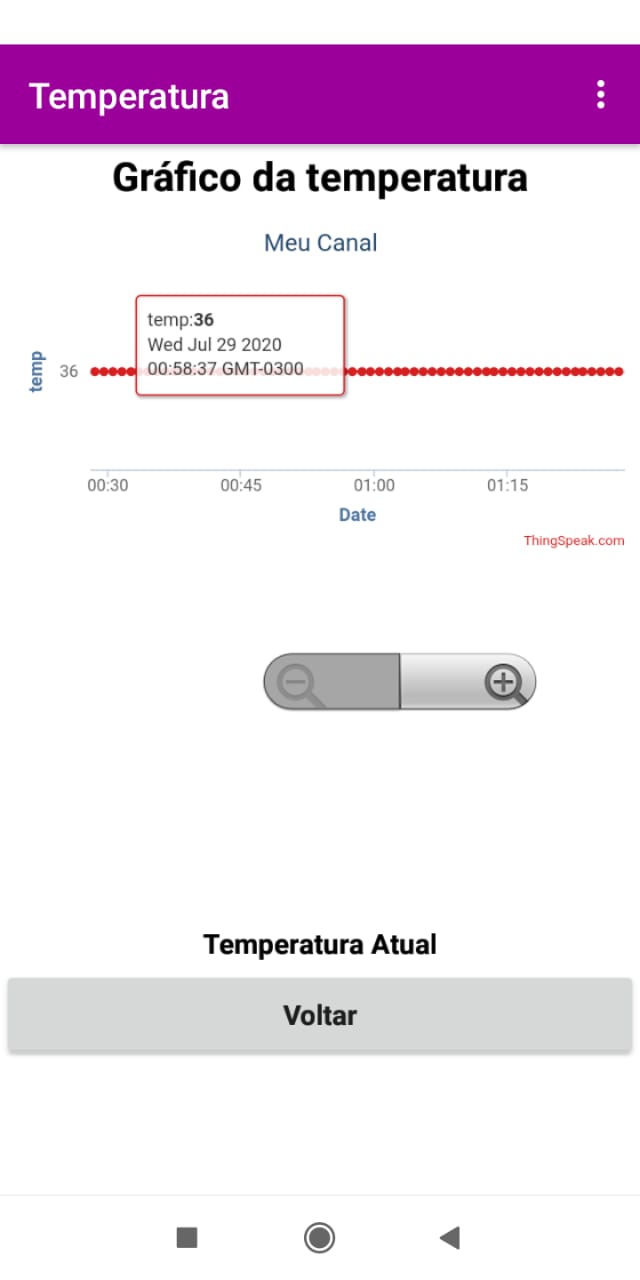 Temperatura
Gráfico da temperatura
Meu Canal
temp:36
Wed Jul 29 2020
00:58:37 GMT-0300
temp
36
00:30 00:45 01:00 01:15
Date
ThingSpeak.com
Temperatura Atual
Voltar